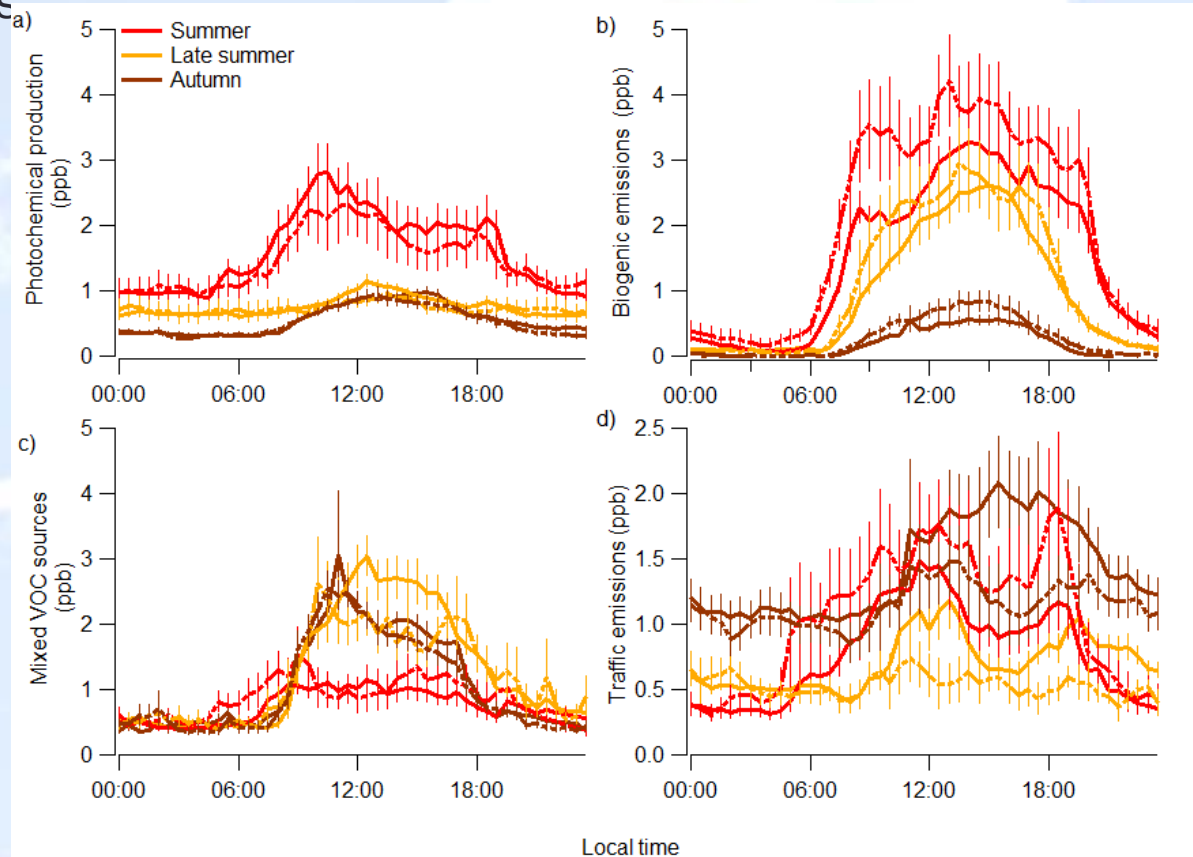 s
a)
5
4
3
2
1
0
Photochemical production
(ppb)
Summer
Late summer
Autumn
00:00 06:00 12:00 18:00
b)
5
4
3
2
1
0
Biogenic emissions (ppb)
00:00 06:00 12:00 18:00
c)
5
4
3
2
1
0
Mixed VOC sources
(ppb)
00:00 06:00 12:00 18:00
d)
2.5
2.0
1.5
1.0
0.5
0.0
Traffic emissions (ppb)
00:00 06:00 12:00 18:00
Local time